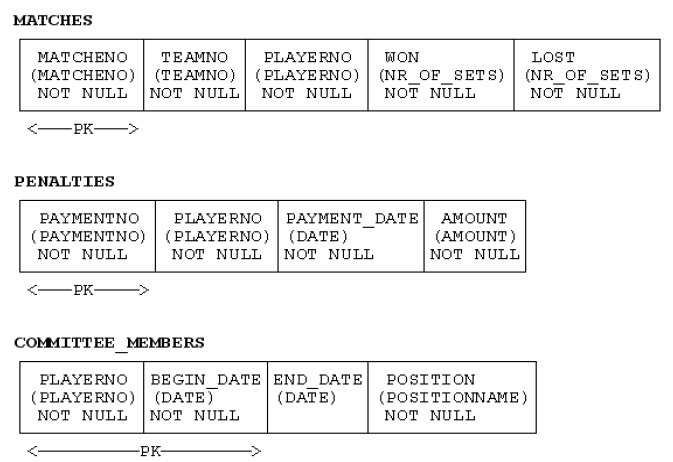 MATCHES
MATCHENO TEAMNO PLAYERNO WON LOST
(MATCHENO) (TEAMNO) (PLAYERNO) (NR_OF_SETS) (NR_OF_SETS)
NOT NULL NOT NULL NOT NULL NOT NULL NOT NULL
<——PK——>
PENALTIES
PAYMENTNO PLAYERNO PAYMENT_DATE AMOUNT
(PAYMENTNO) (PLAYERNO) (DATE) (AMOUNT)
NOT NULL NOT NULL NOT NULL NOT NULL
<——PK——>
COMMITTEE_MEMBERS
PLAYERNO BEGIN_DATE END_DATE POSITION
(PLAYERNO) (DATE) (DATE) (POSITIONNAME)
NOT NULL NOT NULL NOT NULL
<————PK————>